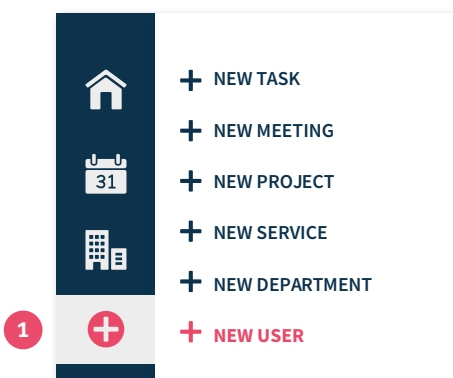 NEW TASK
NEW MEETING
31
NEW PROJECT
NEW SERVICE
NEW DEPARTMENT
1
NEW USER